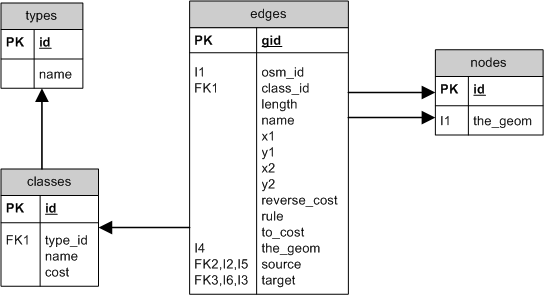 types
PK id
name
edges
PK gid
I1 osm_id
FK1 class_id
length
name
x1
y1
x2
y2
reverse_cost
rule
to_cost
I4 the_geom
FK2,I2,I5 source
FK3,I6,I3 target
nodes
PK id
I1 the_geom
classes
PK id
FK1 type_id
name
cost